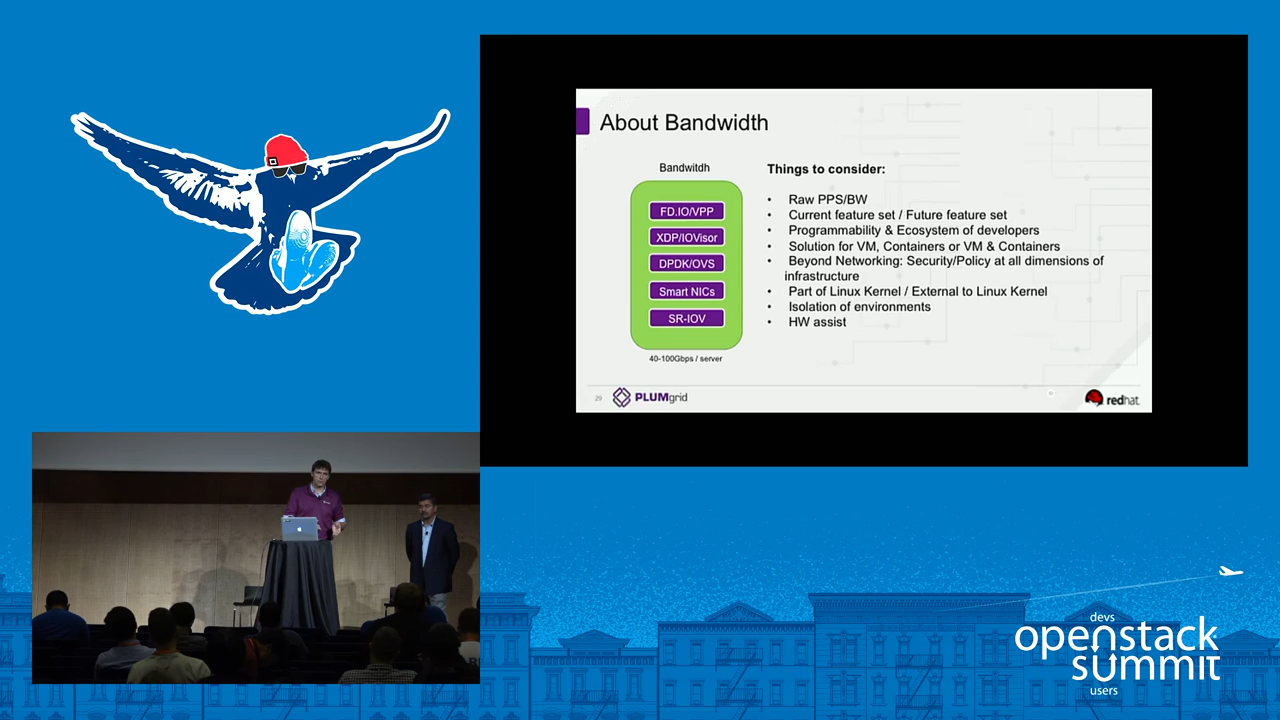 About Bandwidth
Bandwitdh
FD.IO/VPP
XDP/IOVisor
DPDK/OVS
Smart NICs
SR-IOV
40-100Gbps / server
Things to consider:
• Raw PPS/BW
• Current feature set / Future feature set
• Programmability & Ecosystem of developers
• Solution for VM, Containers or VM & Containers
• Beyond Networking: Security/Policy at all dimensions of
infrastructure
• Part of Linux Kernel / External to Linux Kernel
• Isolation of environments
• HW assist
29
PLUMgrid
redhat.
devs
openstack
summit
users